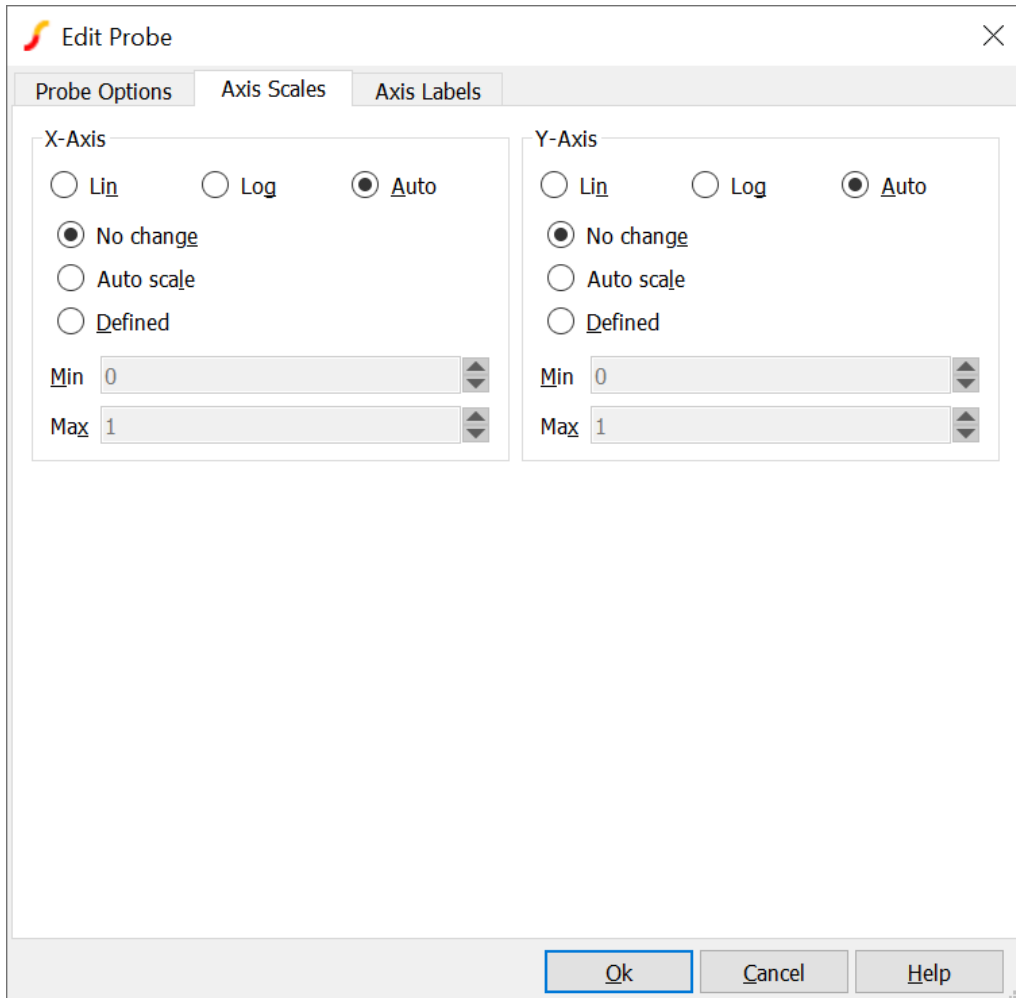 Edit Probe
Probe Options Axis Scales Axis Labels
X-Axis
Lin Log Auto
No change
Auto scale
Defined
Min 0
Max 1
Y-Axis
Lin Log Auto
No change
Auto scale
Defined
Min 0
Max 1
Ok Cancel Help